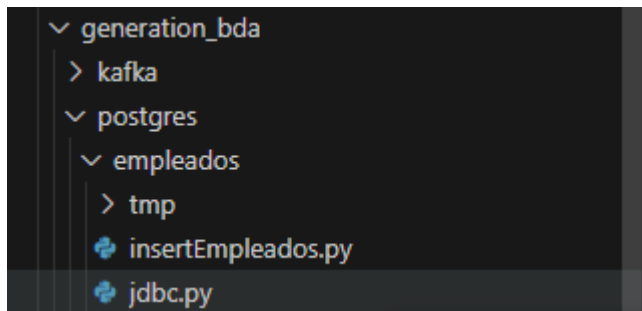 generation_bda
kafka
postgres
empleados
tmp
insertEmpleados.py
jdbc.py